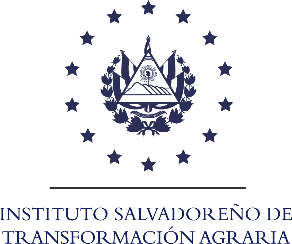 INSTITUTO SALVADOREÑO DE
TRANSFORMACIÓN AGRARIA